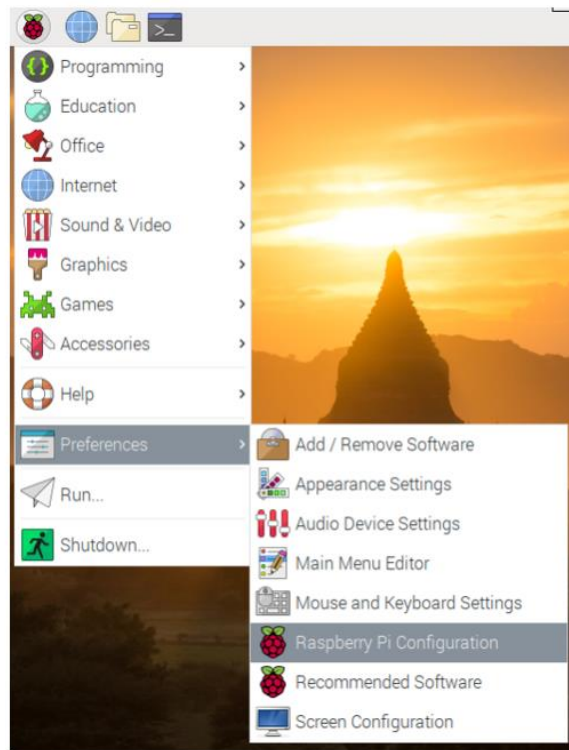 Programming
Education
Office
Internet
Sound & Video
Graphics
Games
Accessories
Help
Preferences
Run...
Shutdown...
Add / Remove Software
Appearance Settings
Audio Device Settings
Main Menu Editor
Mouse and Keyboard Settings
Raspberry Pi Configuration
Recommended Software
Screen Configuration